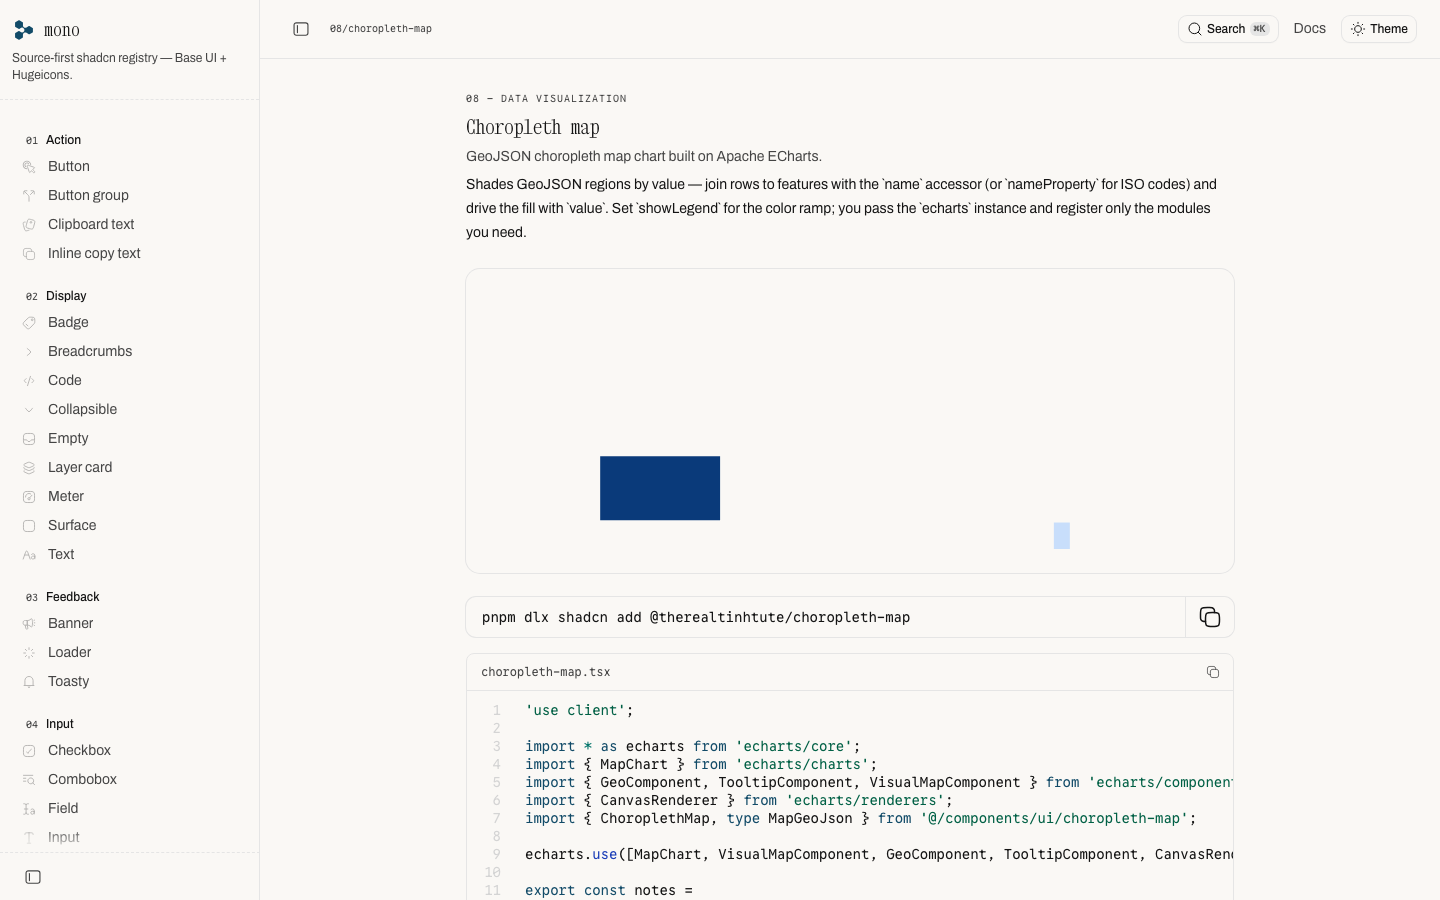 mono
Source-first shadcn registry — Base UI +
Hugeicons.
01 Action
Button
Button group
Clipboard text
Inline copy text
02 Display
Badge
Breadcrumbs
Code
Collapsible
Empty
Layer card
Meter
Surface
Text
03 Feedback
Banner
Loader
Toasty
04 Input
Checkbox
Combobox
Field
Input
08/choropleth-map
Search ⌘K
Docs
Theme
08 — DATA VISUALIZATION
Choropleth map
GeoJSON choropleth map chart built on Apache ECharts.
Shades GeoJSON regions by value — join rows to features with the `name` accessor (or `nameProperty` for ISO codes) and
drive the fill with `value`. Set `showLegend` for the color ramp; you pass the `echarts` instance and register only the modules
you need.
pnpm dlx shadcn add @therealtinhtute/choropleth-map
choropleth-map.tsx
1 'use client';
2
3 import * as echarts from 'echarts/core';
4 import { MapChart } from 'echarts/charts';
5 import { GeoComponent, TooltipComponent, VisualMapComponent } from 'echarts/component
6 import { CanvasRenderer } from 'echarts/renderers';
7 import { ChoroplethMap, type MapGeoJson } from '@/components/ui/choropleth-map';
8
9 echarts.use([MapChart, VisualMapComponent, GeoComponent, TooltipComponent, CanvasRend
10
11 export const notes =